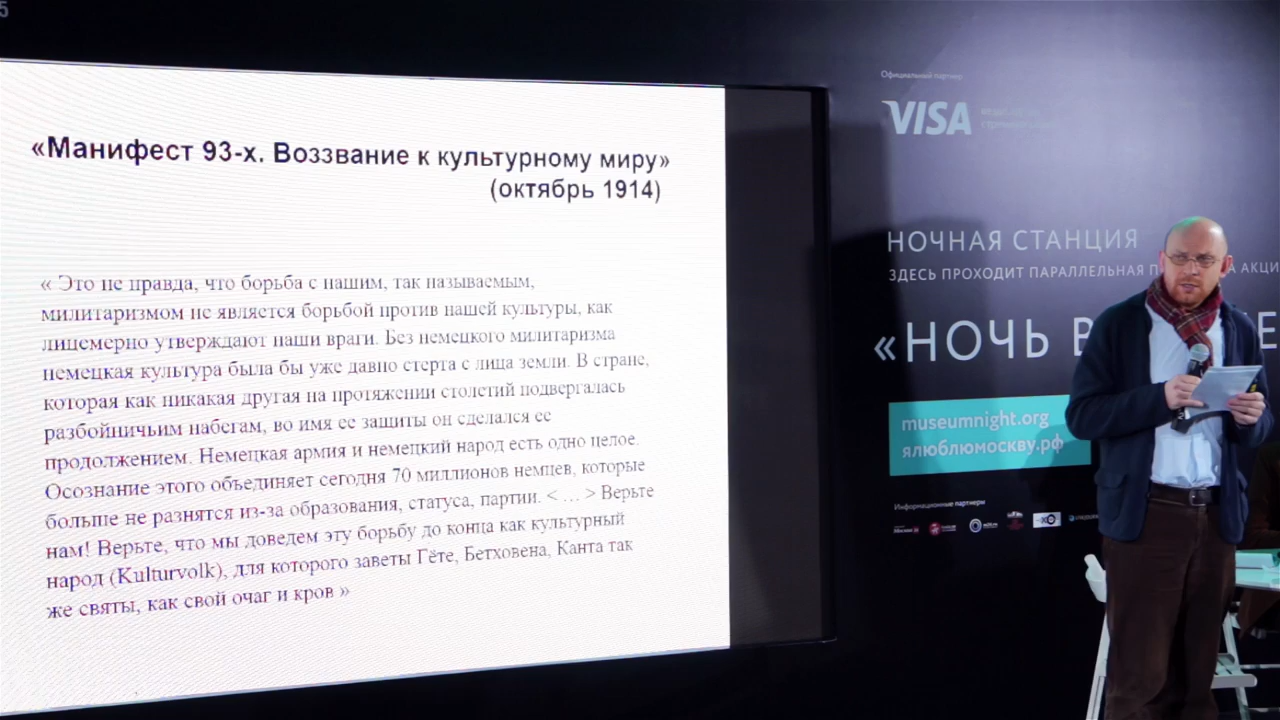 5
«Манифест 93-х. Воззвание к культурному миру»
(октябрь 1914)
« Это не правда, что борьба с нашим, так называемым,
милитаризмом не является борьбой против нашей культуры, как
лицемерно утверждают наши враги. Без немецкого милитаризма
немецкая культура была бы уже давно стерта с лица земли. В стране,
которая как никакая другая на протяжении столетий подвергалась
разбойничьим набегам, во имя ее защиты он сделался ее
продолжением. Немецкая армия и немецкий народ есть одно целое.
Осознание этого объединяет сегодня 70 миллионов немцев, которые
больше не разнятся из-за образования, статуса, партии. < ... > Верьте
нам! Верьте, что мы доведем эту борьбу до конца как культурный
народ (Kulturvolk), для которого заветы Гёте, Бетховена, Канта так
же святы, как свой очаг и кров »
Официальный партнер
VISA
НОЧНАЯ СТАНЦИЯ
ЗДЕСЬ ПРОХОДИТ ПАРАЛЛЕЛЬНАЯ П А АКЦИ
«НОЧЬ В Е
museumnight.org
ялюблюмоскву.рф
Информационные партнеры
Москва 24